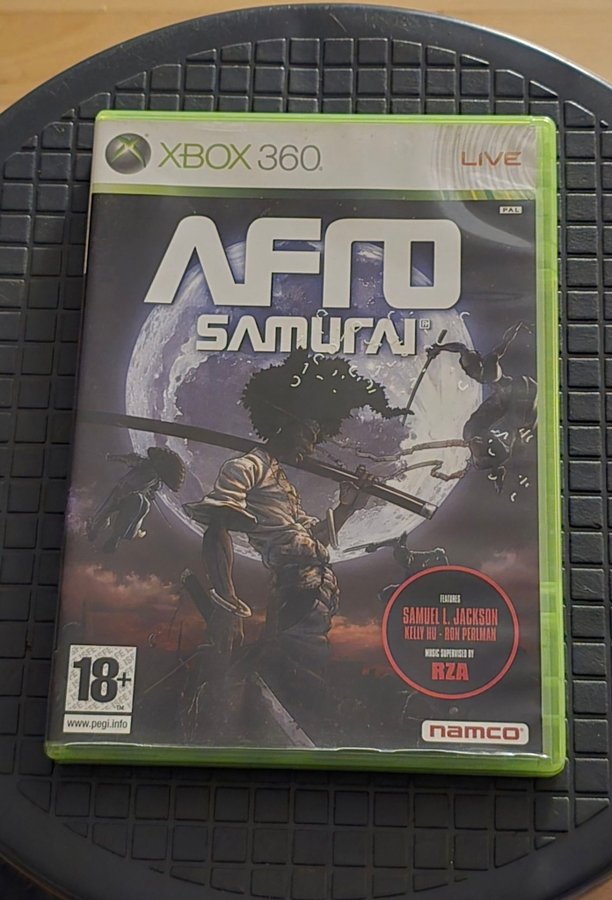 XBOX 360
LIVE
PAL
AFRO
SAMURAI
FEATURES
SAMUEL L. JACKSON
KELLY HU - RON PERLMAN
MUSIC SUPERVISED BY
RZA
18+
TM
www.pegi.info
namco